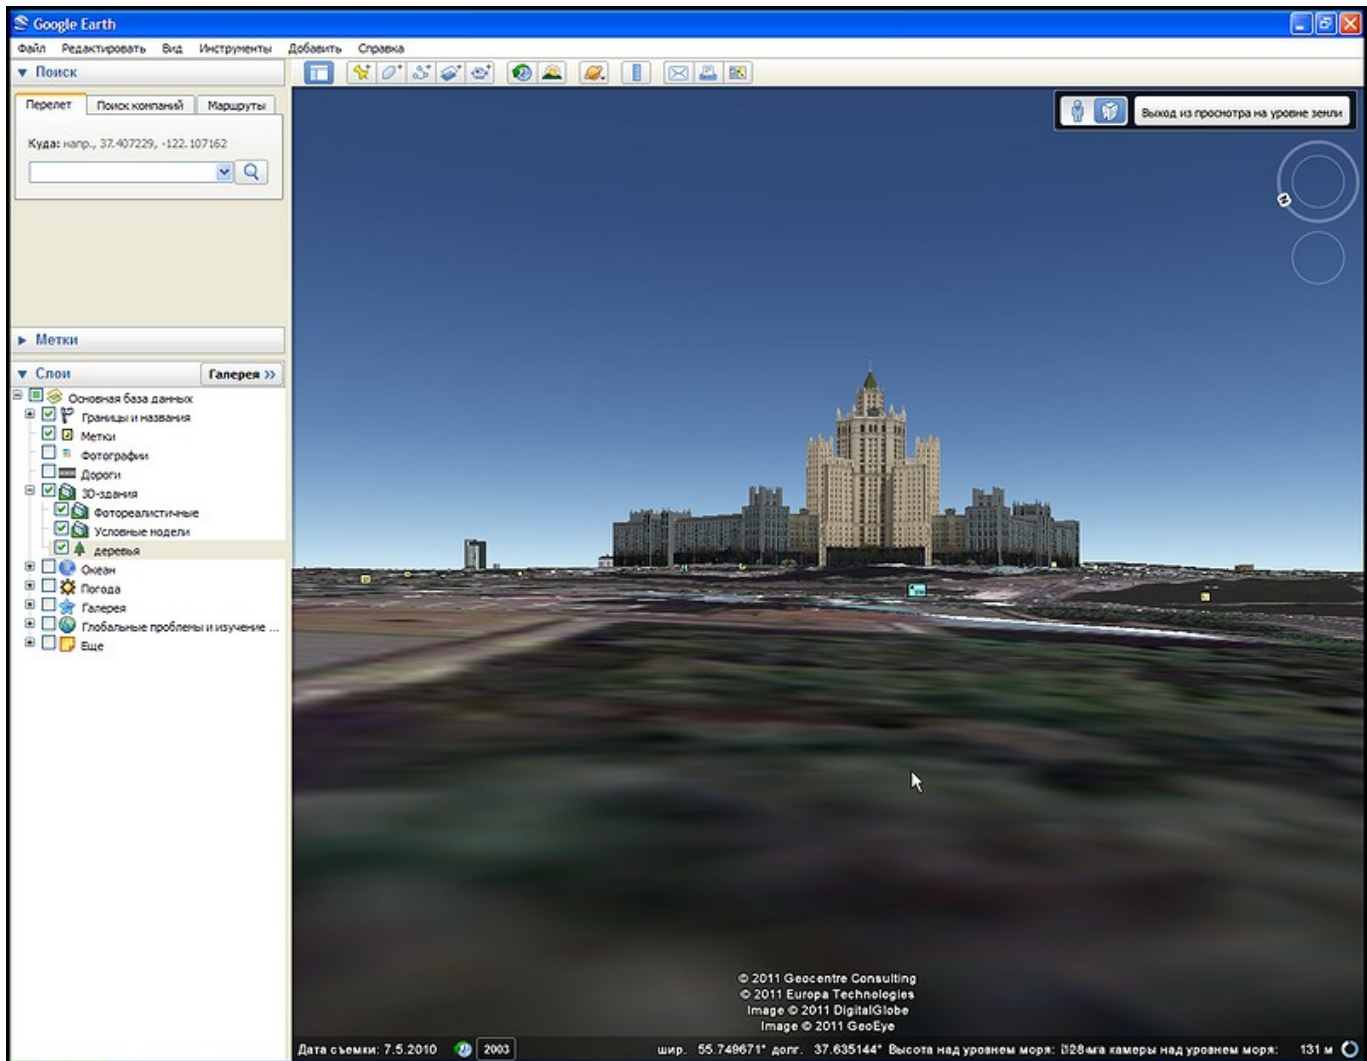 Google Earth
Файл Редактировать Вид Инструменты Добавить Справка
Поиск
Перелет Поиск компаний Маршруты
Куда: напр., 37.407229, -122.107162
Выход из просмотра на уровне земли
Метки
Слои Галерея >>
Основная база данных
Границы и названия
Метки
Фотографии
Дороги
3D-здания
Фотореалистичные
Условные модели
деревья
Океан
Погода
Галерея
Глобальные проблемы и изучение ...
Еще
© 2011 Geocentre Consulting
© 2011 Europa Technologies
Image © 2011 DigitalGlobe
Image © 2011 GeoEye
Дата съемки: 7.5.2010 2003 шир. 55.749671° долг. 37.635144° Высота над уровнем моря: камеры над уровнем моря: 131 м